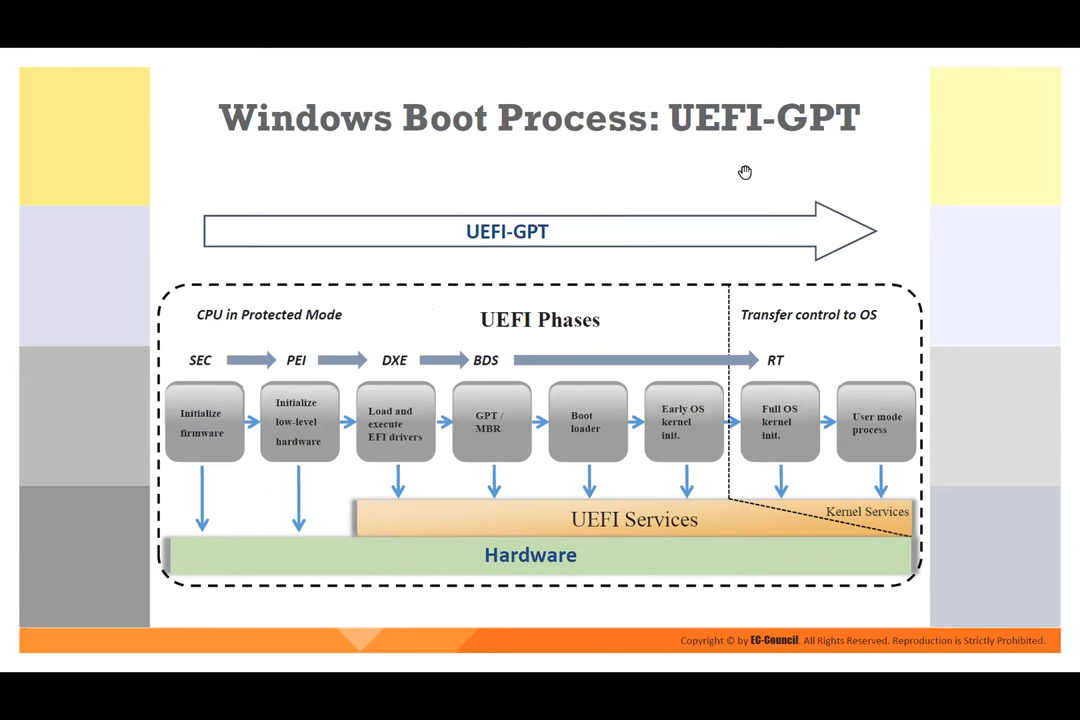 Windows Boot Process: UEFI-GPT
UEFI-GPT
CPU in Protected Mode
UEFI Phases
Transfer control to OS
SEC
PEI
DXE
BDS
RT
Initialize
firmware
Initialize
low-level
hardware
Load and
execute
EFI drivers
GPT /
MBR
Boot
loader
Early OS
kernel
init.
Full OS
kernel
init.
User mode
process
UEFI Services
Kernel Services
Hardware
Copyright © by EC-Council. All Rights Reserved. Reproduction is Strictly Prohibited.